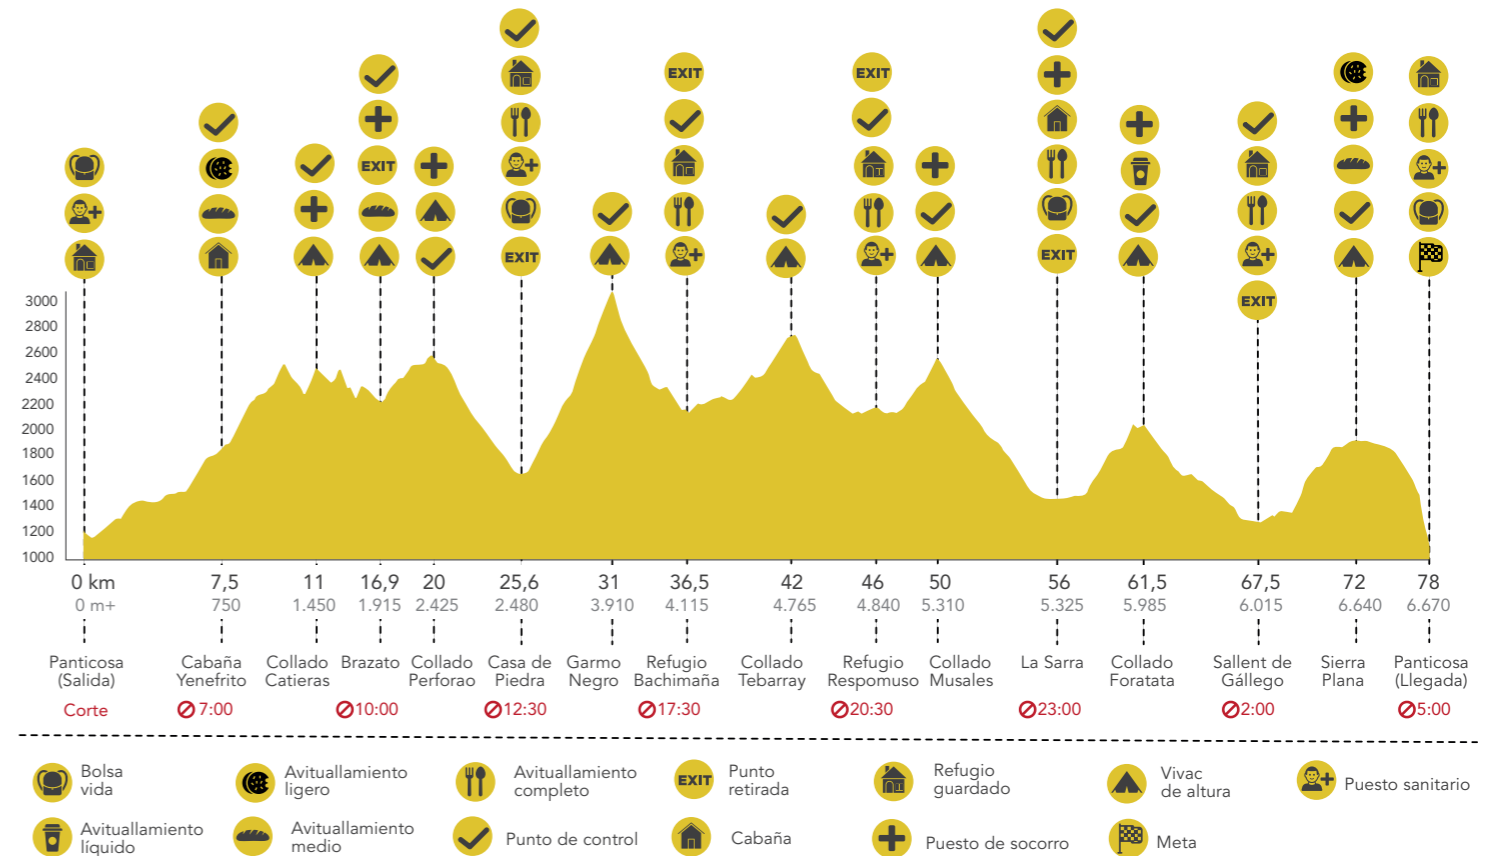 EXIT
EXIT
EXIT
EXIT
EXIT
EXIT
3000
2800
2600
2400
2200
2000
1800
1600
1400
1200
1000
0 km 7,5 11 16,9 20 25,6 31 36,5 42 46 50 56 61,5 67,5 72 78
0 m+ 750 1.450 1.915 2.425 2.480 3.910 4.115 4.765 4.840 5.310 5.325 5.985 6.015 6.640 6.670
Panticosa
(Salida)
Cabaña
Yenefrito
Collado
Catieras
Brazato
Collado
Perforao
Casa de
Piedra
Garmo
Negro
Refugio
Bachimaña
Collado
Tebarray
Refugio
Respomuso
Collado
Musales
La Sarra
Collado
Foratata
Sallent de
Gállego
Sierra
Plana
Panticosa
(Llegada)
Corte 7:00 10:00 12:30 17:30 20:30 23:00 2:00 5:00
Bolsa
vida
Avituallamiento
ligero
Avituallamiento
completo
EXIT
Punto
retirada
Refugio
guardado
Vivac
de altura
Puesto sanitario
Avituallamiento
líquido
Avituallamiento
medio
Punto de control
Cabaña
Puesto de socorro
Meta